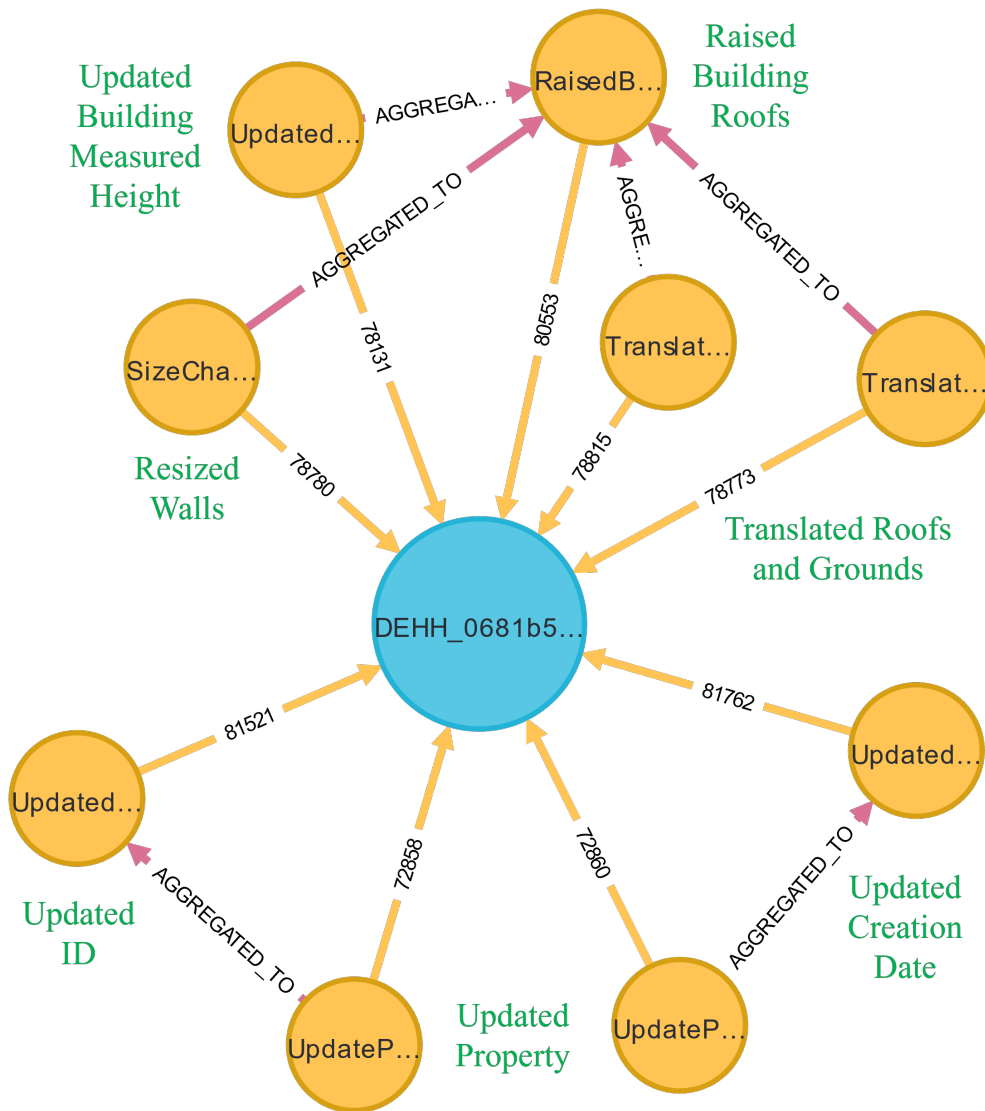 Updated
Building
Measured
Height
Updated…
AGGREGA…
RaisedB…
Raised
Building
Roofs
AGGREGATED_TO
AGGRE…
AGGREGATED_TO
SizeCha…
78131
80553
Translat…
Translat…
Resized
Walls
78780
78815
78773
Translated Roofs
and Grounds
DEHH_0681b5…
81521
81762
Updated…
Updated…
72858
72860
Updated
ID
AGGREGATED_TO
AGGREGATED_TO
Updated
Creation
Date
UpdateP…
Updated
Property
UpdateP…